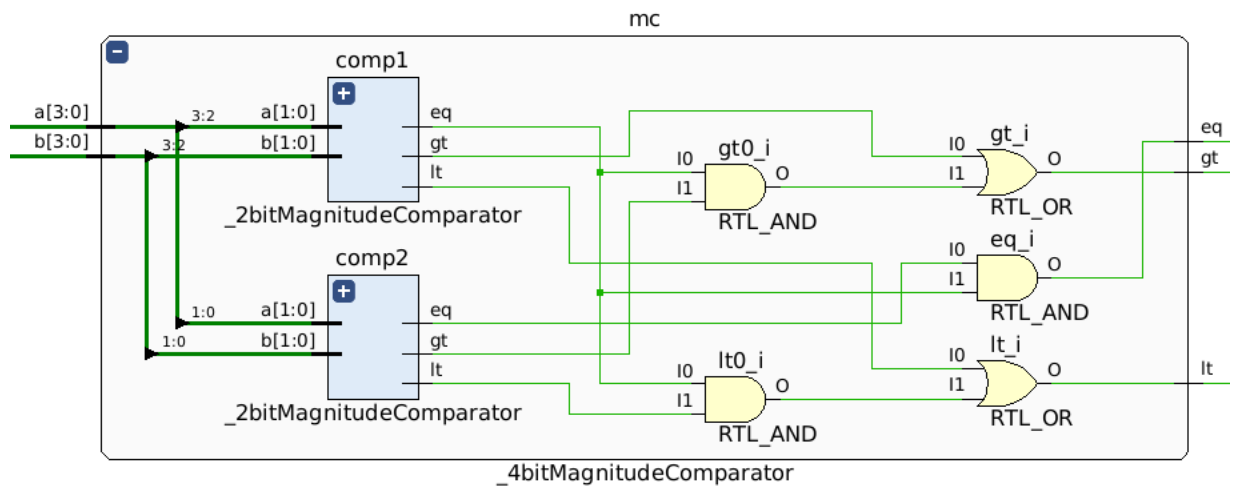 mc
comp1
a[3:0]
3:2
a[1:0]
eq
b[3:0]
3:2
b[1:0]
gt
lt
_2bitMagnitudeComparator
gt0_i
I0
I1
O
RTL_AND
gt_i
I0
I1
O
RTL_OR
eq
gt
comp2
1:0
a[1:0]
eq
1:0
b[1:0]
gt
lt
_2bitMagnitudeComparator
eq_i
I0
I1
O
RTL_AND
lt0_i
I0
I1
O
RTL_AND
lt_i
I0
I1
O
RTL_OR
lt
_4bitMagnitudeComparator